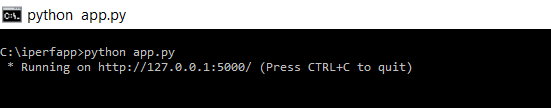 python app.py
C:\iperfapp>python app.py
 * Running on http://127.0.0.1:5000/ (Press CTRL+C to quit)